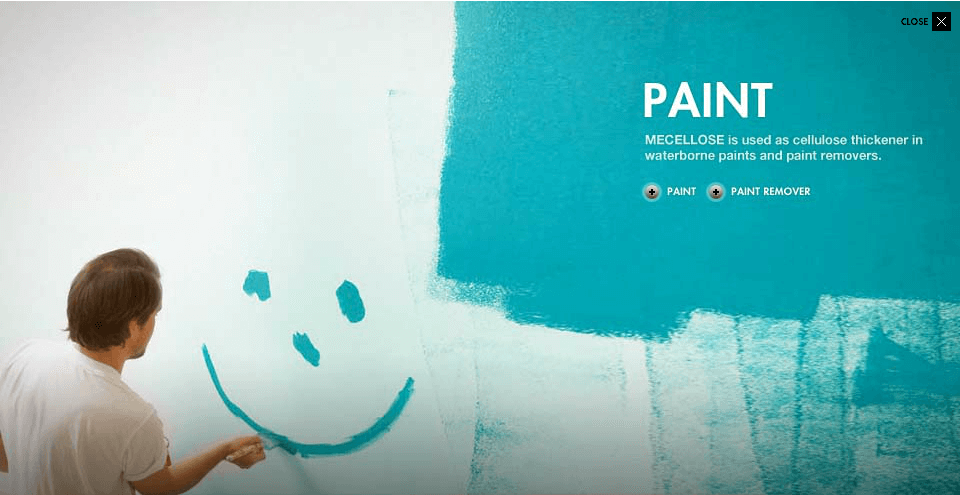 CLOSE
PAINT
MECELLOSE is used as cellulose thickener in
waterborne paints and paint removers.
PAINT PAINT REMOVER